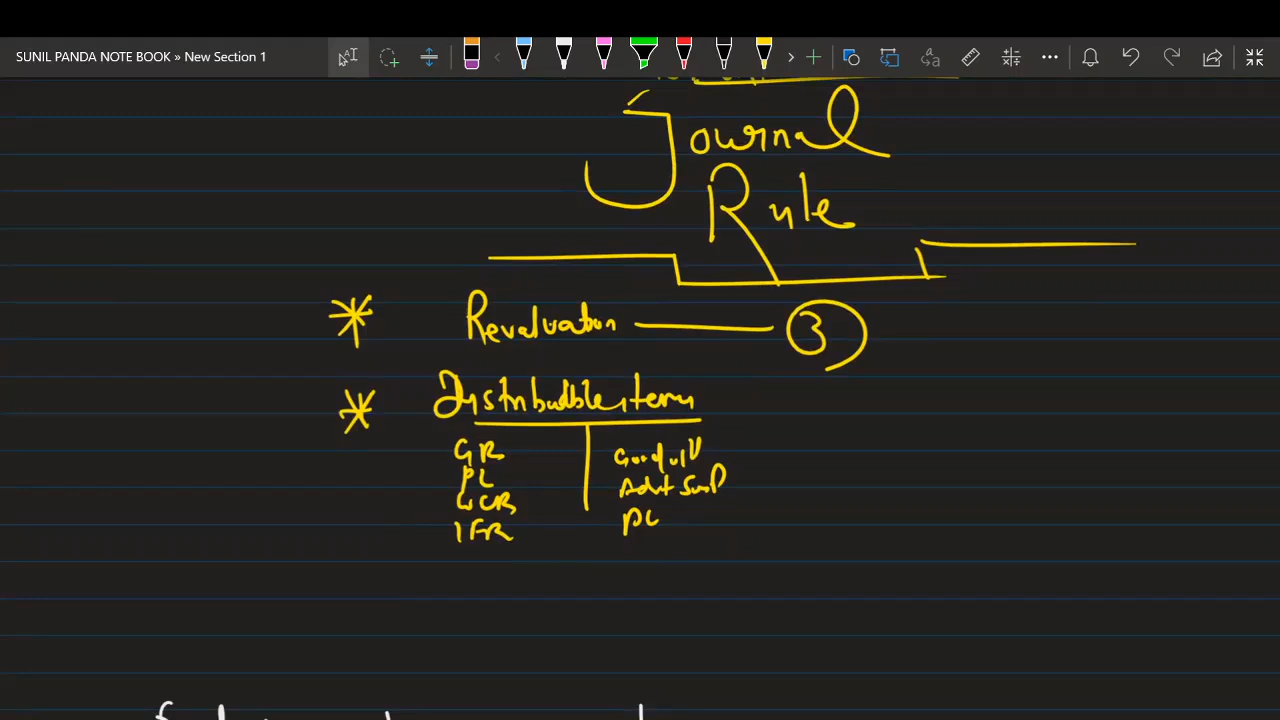 SUNIL PANDA NOTE BOOK » New Section 1
Journal
Rule
* Revaluation — 3
* Distributable items
GR
PL
WCR
IFR
Goodwill
Advt Susp
PL